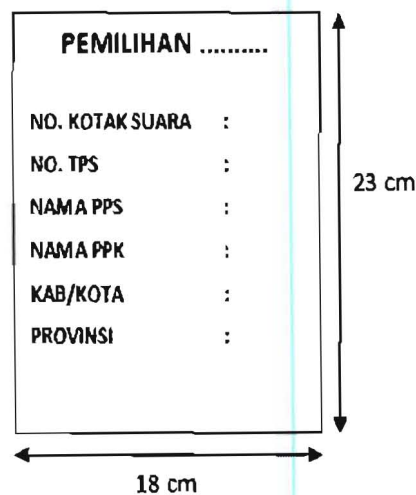 PEMILIHAN ..........
NO. KOTAK SUARA :
NO. TPS :
NAMA PPS :
NAMA PPK :
KAB/KOTA :
PROVINSI :
23 cm
18 cm